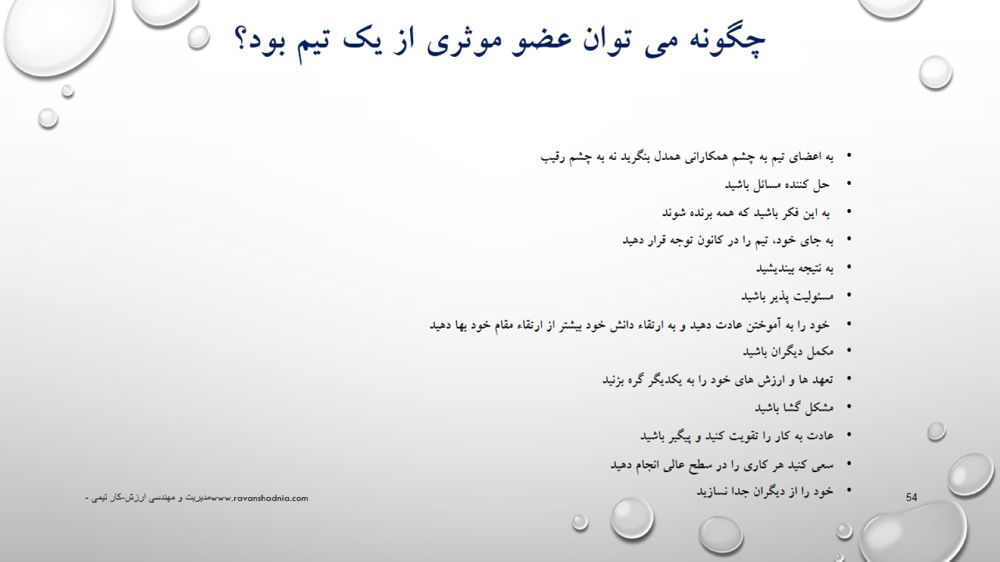 چگونه می توان عضو موثری از یک تیم بود؟
• به اعضای تیم به چشم همکارانی همدل بنگرید نه به چشم رقیب
• حل کننده مسائل باشید
• به این فکر باشید که همه برنده شوند
• به جای خود، تیم را در کانون توجه قرار دهید
• به نتیجه بیندیشید
• مسئولیت پذیر باشید
• خود را به آموختن عادت دهید و به ارتقاء دانش خود بیشتر از ارتقاء مقام خود بها دهید
• مکمل دیگران باشید
• تعهد ها و ارزش های خود را به یکدیگر گره بزنید
• مشکل گشا باشید
• عادت به کار را تقویت کنید و پیگیر باشید
• سعی کنید هر کاری را در سطح عالی انجام دهید
• خود را از دیگران جدا نسازید
54
www.ravanshadnia.comمدیریت و مهندسی ارزش-کار تیمی -